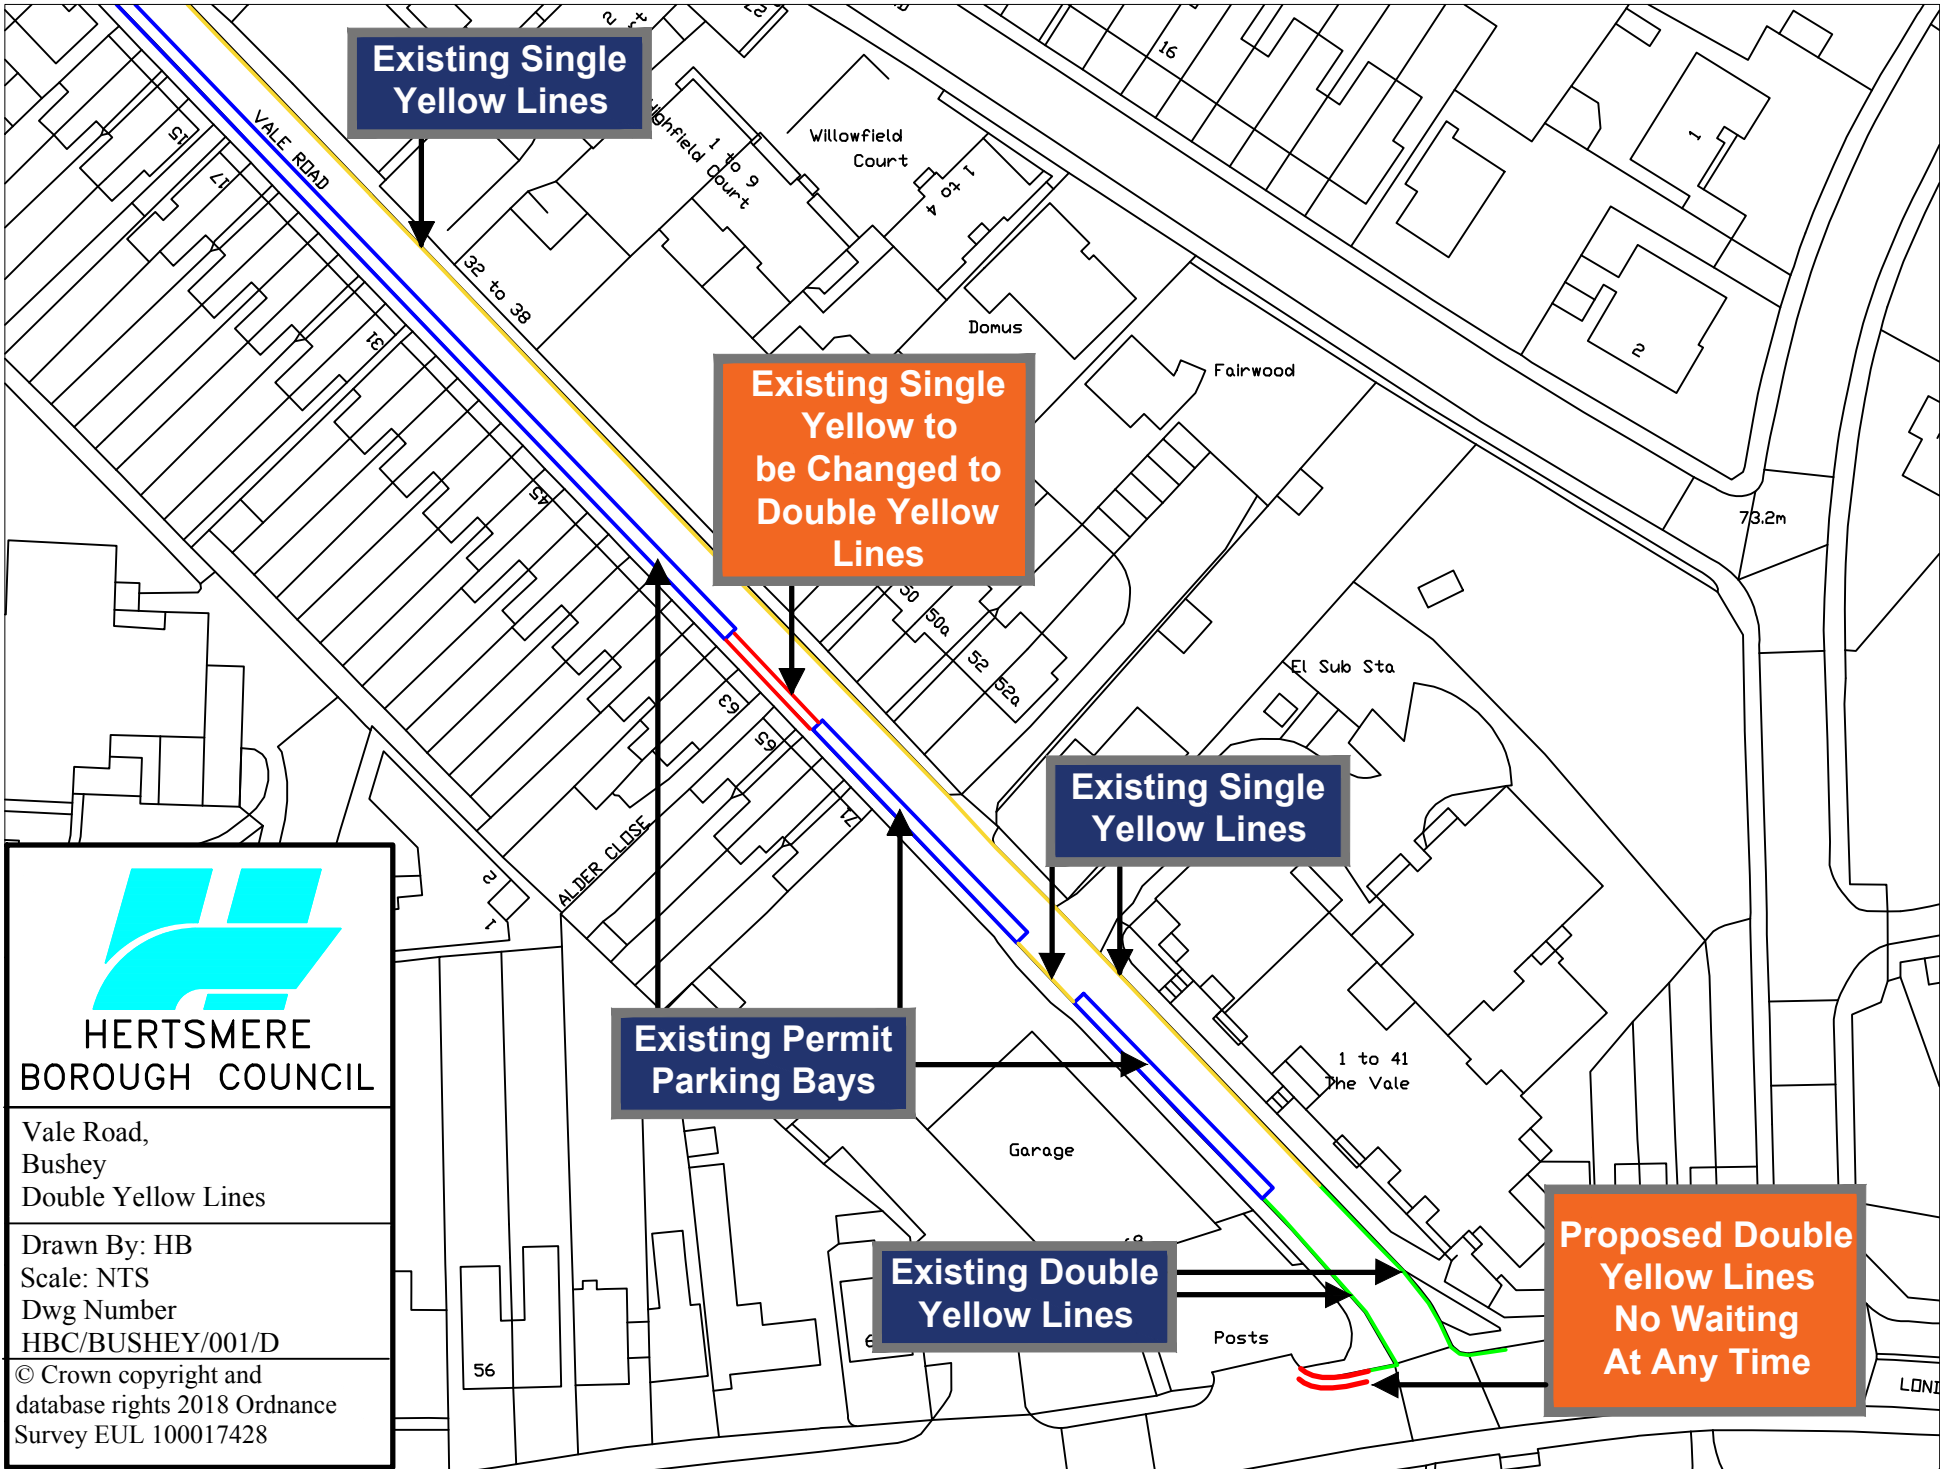 Existing Single
Yellow Lines
27
16
VALE ROAD
15
17
Highfield
Court
1 to 9
Willowfield
Court
1 to 4
1
2
32 to 38
Domus
Fairwood
31
45
Existing Single
Yellow to
be Changed to
Double Yellow
Lines
73.2m
50
50a
52
52a
El Sub Sta
63
65
71
Existing Single
Yellow Lines
ALDER CLOSE
2
1
Existing Permit
Parking Bays
1 to 41
The Vale
Garage
Existing Double
Yellow Lines
Posts
56
Proposed Double
Yellow Lines
No Waiting
At Any Time
HERTSMERE
BOROUGH COUNCIL
Vale Road,
Bushey
Double Yellow Lines
Drawn By: HB
Scale: NTS
Dwg Number
HBC/BUSHEY/001/D
© Crown copyright and
database rights 2018 Ordnance
Survey EUL 100017428